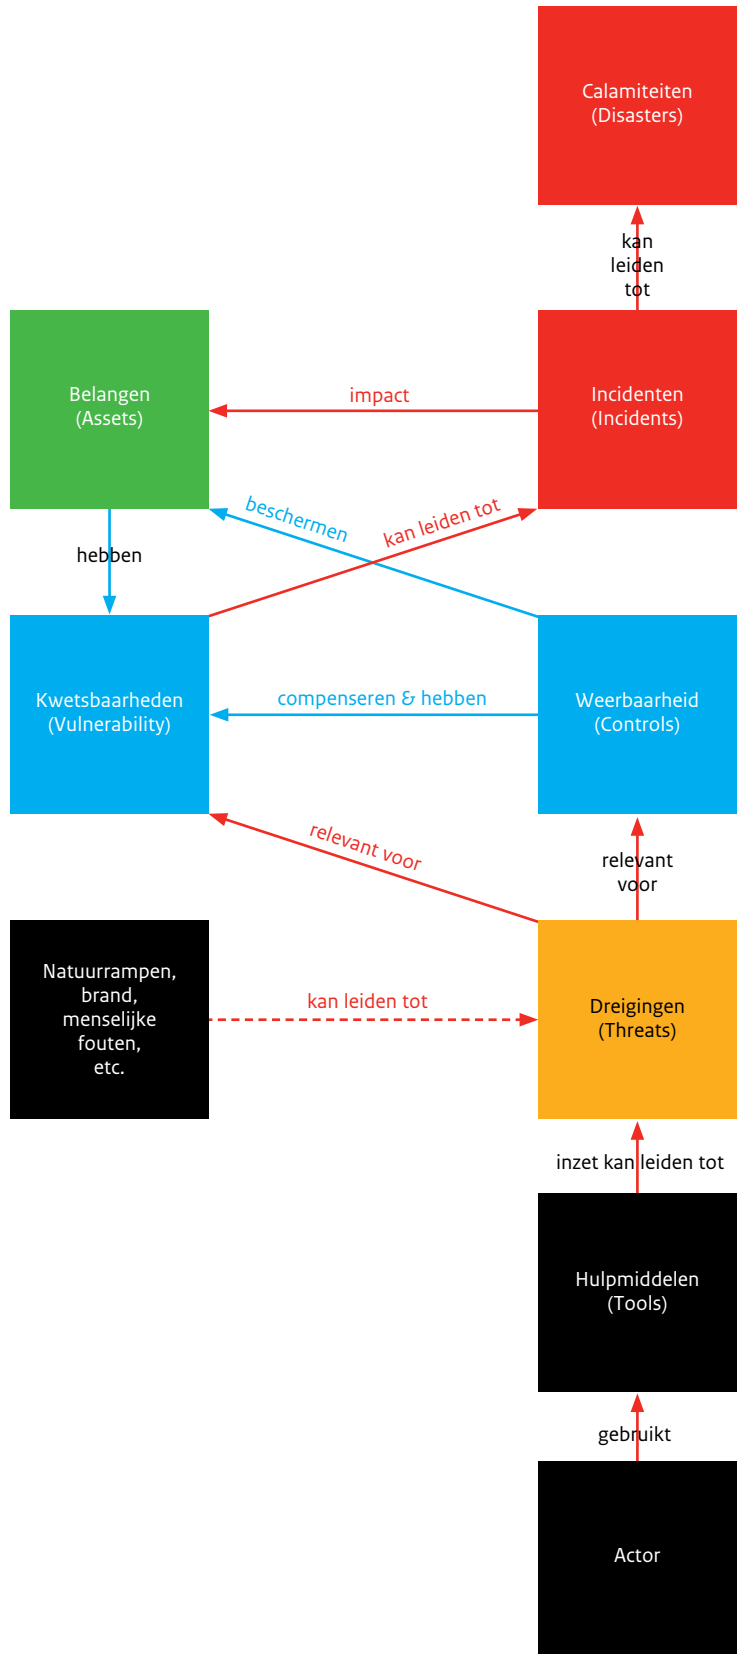 Calamiteiten
(Disasters)
kan
leiden
tot
Belangen
(Assets)
impact
Incidenten
(Incidents)
beschermen
kan leiden tot
hebben
Kwetsbaarheden
(Vulnerability)
compenseren & hebben
Weerbaarheid
(Controls)
relevant voor
relevant
voor
Natuurrampen,
brand,
menselijke
fouten,
etc.
kan leiden tot
Dreigingen
(Threats)
inzet kan leiden tot
Hulpmiddelen
(Tools)
gebruikt
Actor